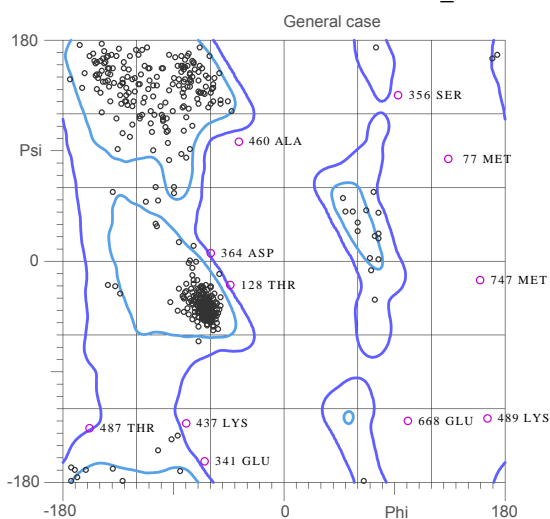 General case
180
356 SER
460 ALA
Psi
77 MET
364 ASP
0
747 MET
128 THR
487 THR
437 LYS
668 GLU
489 LYS
341 GLU
-180
-180
0
Phi
180